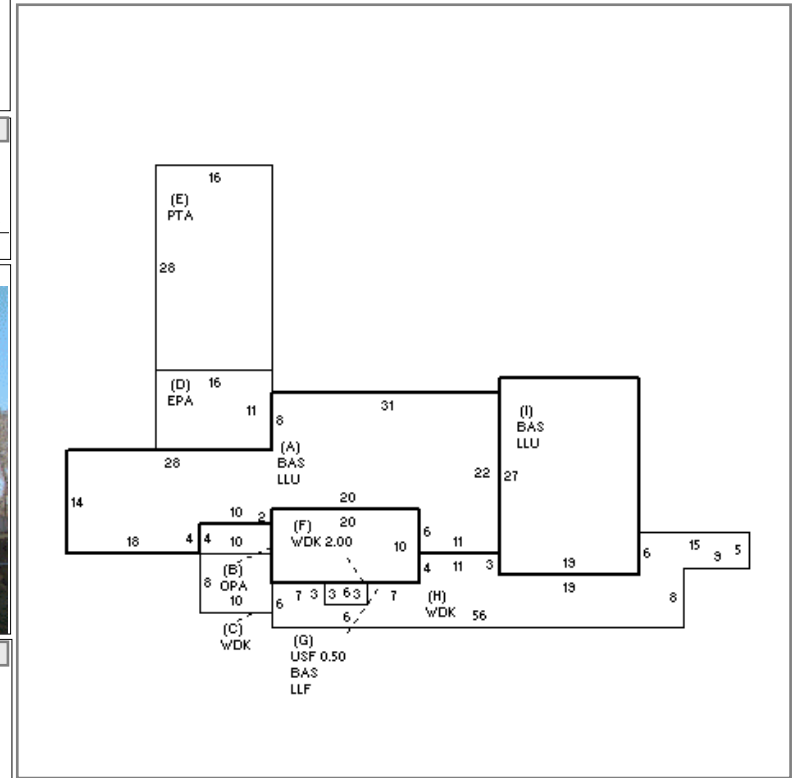 16
(E)
PTA
28
(D) 16
EPA
11
8
31
(A)
BAS
LLU
28
(I)
BAS
LLU
22 27
14
20
10 2
(F) 20
WDK 2.00
6
18 4 4 10
10
11
15 9 5
6
19
4 11 3
19
(B)
OPA
8
10
6 7 3 3 6 3 7
(H)
WDK
8
6
56
(C)
WDK
(G)
USF 0.50
BAS
LLF